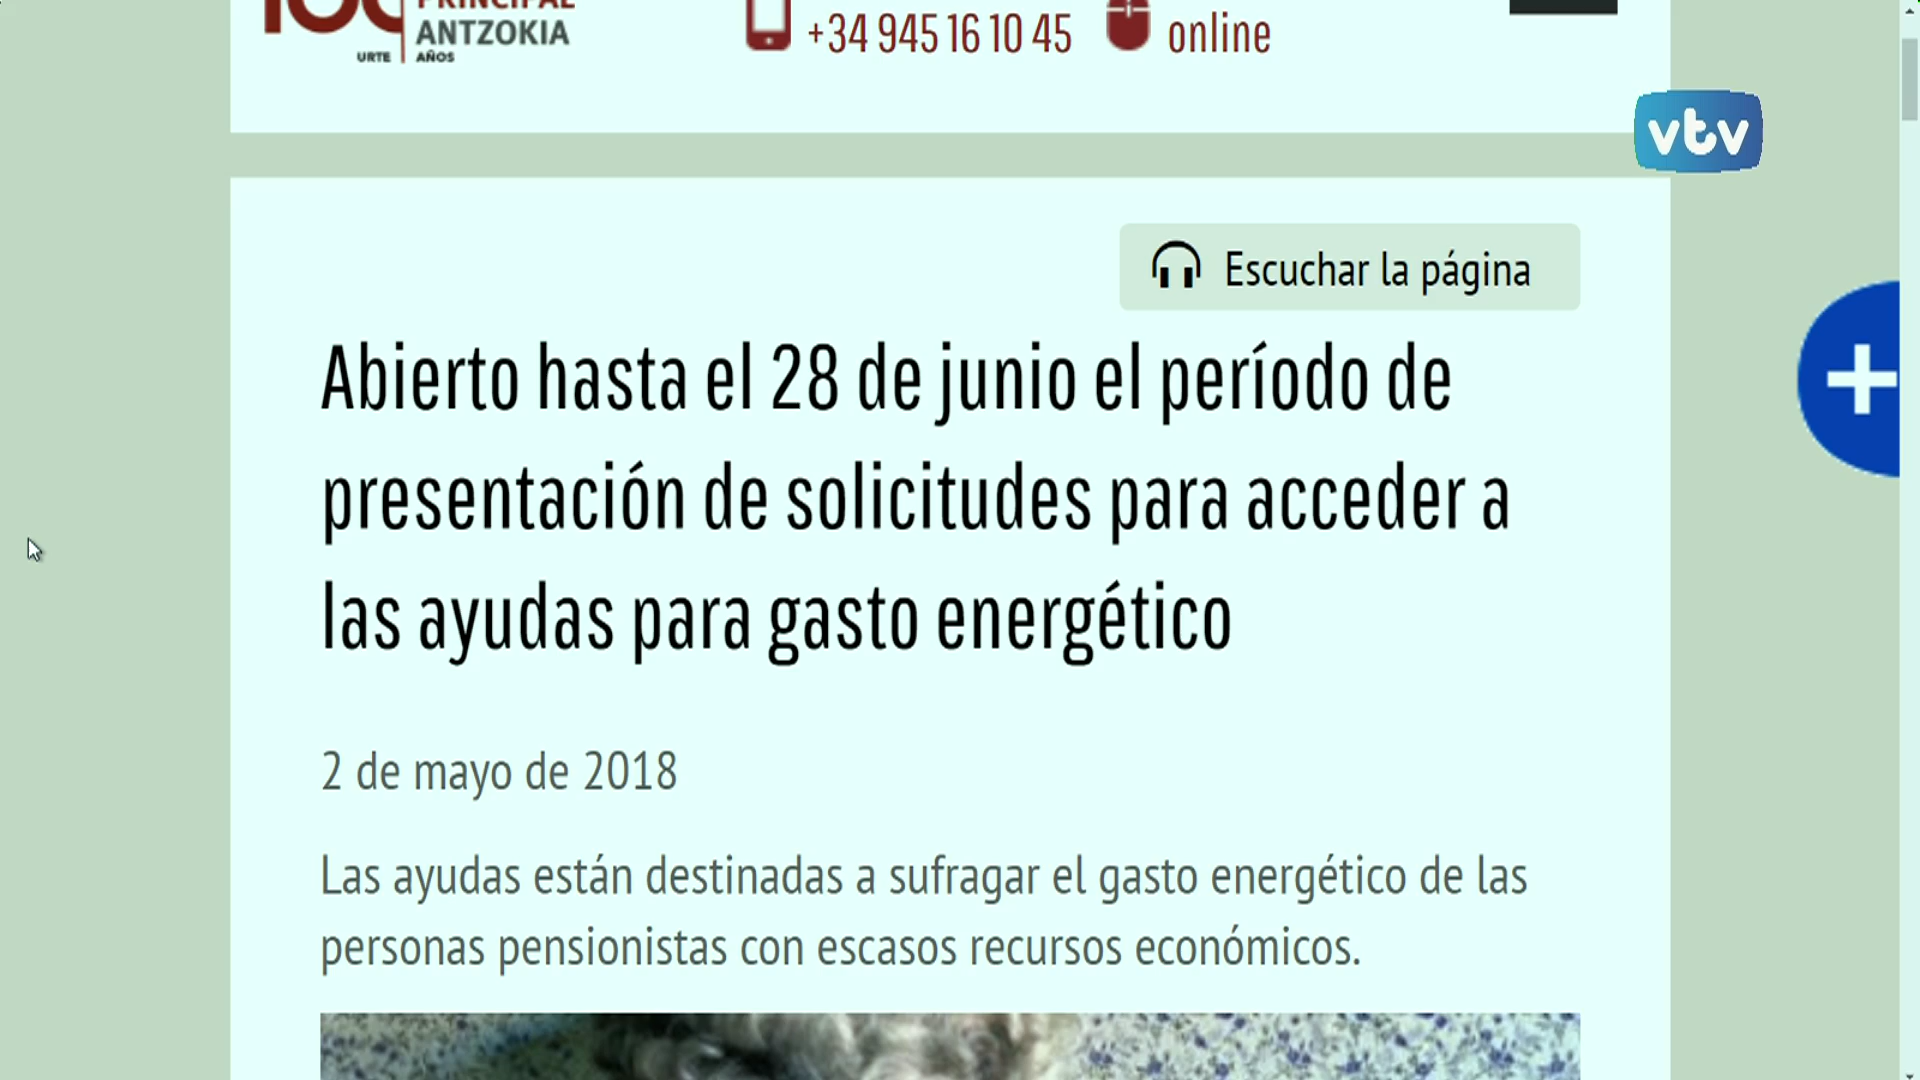 PRINCIPAL
ANTZOKIA
URTE AÑOS
+34 945 16 10 45
online
vtv
Escuchar la página
Abierto hasta el 28 de junio el período de
presentación de solicitudes para acceder a
las ayudas para gasto energético
2 de mayo de 2018
Las ayudas están destinadas a sufragar el gasto energético de las
personas pensionistas con escasos recursos económicos.